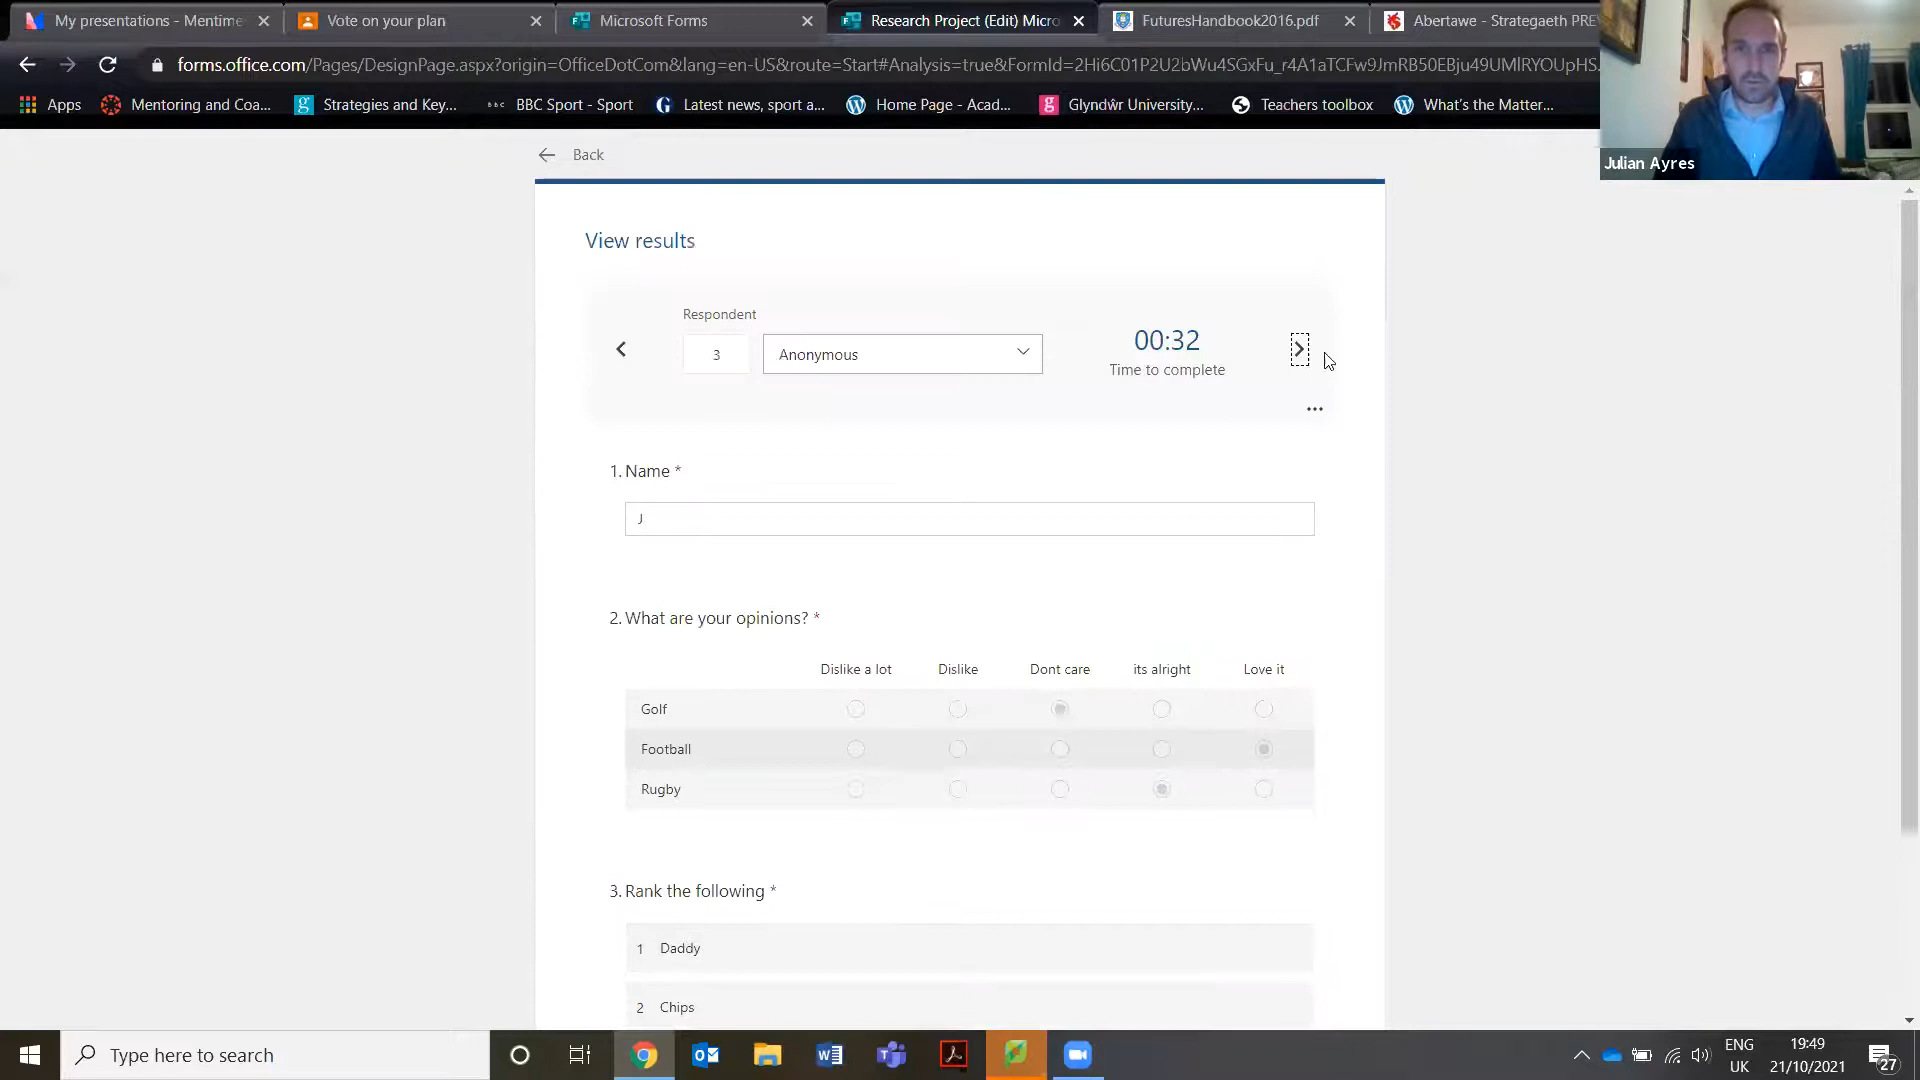 My presentations - Mentime
Vote on your plan
Microsoft Forms
Research Project (Edit) Micro
FuturesHandbook2016.pdf
Abertawe - Strategaeth PRE
forms.office.com/Pages/DesignPage.aspx?origin=OfficeDotCom&lang=en-US&route=Start#Analysis=true&FormId=2Hi6C01P2U2bWu4SGxFu_r4A1aTCFw9JmRB50EBju49UMlRYOUpHS
Apps
Mentoring and Coa...
Strategies and Key...
BBC BBC Sport - Sport
Latest news, sport a...
Home Page - Acad...
g Glyndŵr University...
Teachers toolbox
What's the Matter...
Julian Ayres
Back
View results
Respondent
3
Anonymous
00:32
Time to complete
1. Name *
J
2. What are your opinions? *
Dislike a lot Dislike Dont care its alright Love it
Golf
Football
Rugby
3. Rank the following *
1 Daddy
2 Chips
Type here to search
ENG
UK
19:49
21/10/2021
27